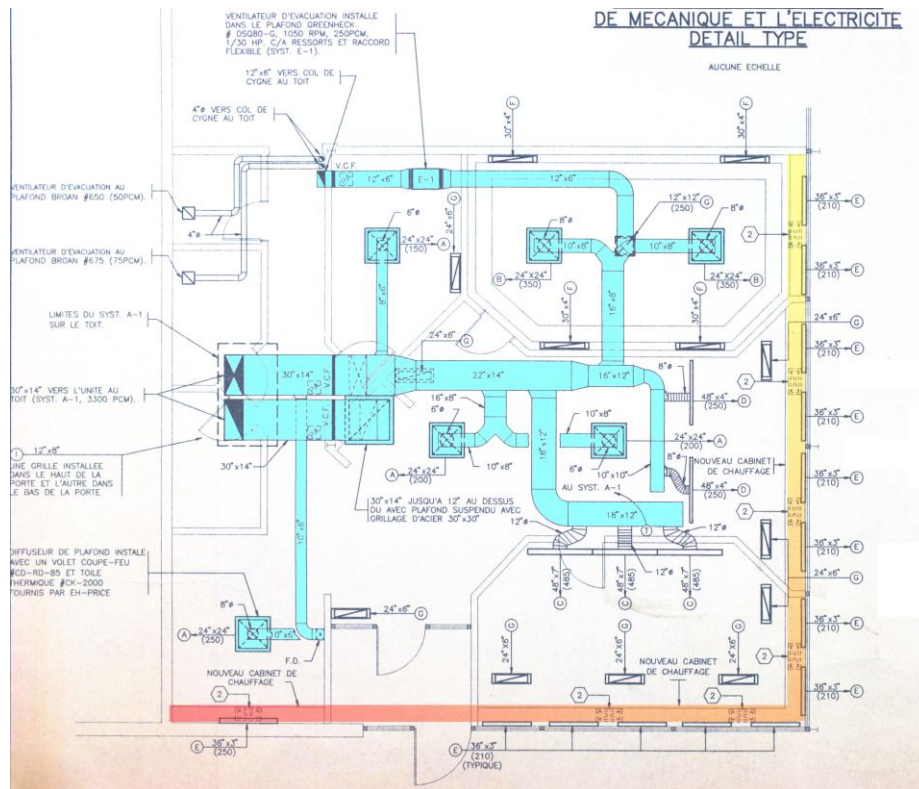 DE MECANIQUE ET L'ELECTRICITE
DETAIL TYPE
AUCUNE ECHELLE
VENTILATEUR D'EVACUATION INSTALLE
DANS LE PLAFOND GREENHECK
# DSQ80-G, 1050 RPM, 250PCM,
1/30 HP. C/A RESSORTS ET RACCORD
FLEXIBLE (SYST. E-1).
12"x6" VERS COL DE
CYGNE AU TOIT
4"ø VERS COL DE
CYGNE AU TOIT
V.C.F.
12"x6"
E-1
12"x6"
30"x4"
F
30"x4"
F
VENTILATEUR D'EVACUATION AU
PLAFOND BROAN #650 (50PCM).
4"ø
VENTILATEUR D'EVACUATION AU
PLAFOND BROAN #675 (75PCM).
6"ø
24"x24"
(150)
A
24"x6"
G
8"x6"
8"ø
10"x8"
12"x12"
(250)
G
10"x8"
8"ø
24"X24"
(350)
B
24"X24"
(350)
B
16"x8"
30"x4"
F
30"x4"
F
36"x3"
(210)
E
2
36"x3"
(210)
E
24"x6"
G
LIMITES DU SYST. A-1
SUR LE TOIT.
30"x14" VERS L'UNITE AU
TOIT (SYST. A-1, 3300 PCM).
30"x14"
V.C.F.
24"x6"
G
22"x14"
16"x12"
8"ø
48"x4"
(250)
D
36"x3"
(210)
E
2
36"x3"
(210)
E
12"x8"
UNE GRILLE INSTALLEE
DANS LE HAUT DE LA
PORTE ET L'AUTRE DANS
LE BAS DE LA PORTE
30"x14"
V.C.F.
16"x8"
6"ø
10"x8"
24"x24"
(200)
A
18"x12"
10"x8"
6"ø
24"x24"
(200)
A
10"x10"
8"ø
48"x4"
(250)
D
NOUVEAU CABINET
DE CHAUFFAGE
30"x14" JUSQU'A 12" AU DESSUS
DU AVEC PLAFOND SUSPENDU AVEC
GRILLAGE D'ACIER 30"x30"
AU SYST. A-1
18"x12"
T
12"ø
12"ø
12"ø
48"x7"
(485)
C
48"x7"
(485)
C
48"x7"
(485)
C
36"x3"
(210)
E
2
36"x3"
(210)
E
24"x6"
G
DIFFUSEUR DE PLAFOND INSTALE
AVEC UN VOLET COUPE-FEU
#CD-RD-85 ET TOILE
THERMIQUE #CK-2000
FOURNIS PAR EH-PRICE
10"x6"
8"ø
24"x24"
(250)
A
10"x6"
F.D.
24"x6"
G
24"x6"
G
24"x6"
G
24"x6"
G
36"x3"
(210)
E
2
36"x3"
(210)
E
NOUVEAU CABINET DE
CHAUFFAGE
NOUVEAU CABINET
DE CHAUFFAGE
2
2
2
E
36"x3"
(250)
E
36"x3"
(210)
(TYPIQUE)